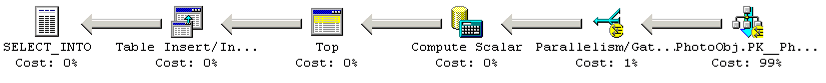 SELECT_INTO Table Insert/In... Top Compute Scalar Parallelism/Gat... PhotoObj.PK__Ph...
Cost: 0% Cost: 0% Cost: 0% Cost: 0% Cost: 1% Cost: 99%